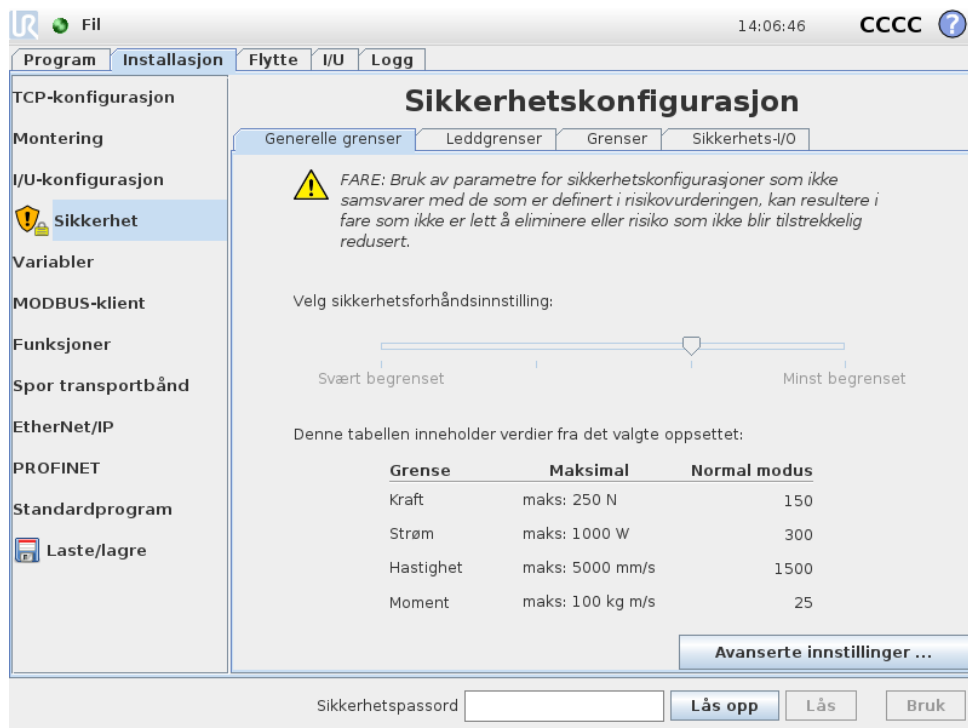 UR Fil 14:06:46 CCCC ?
Program Installasjon Flytte I/U Logg
TCP-konfigurasjon
Montering
I/U-konfigurasjon
Sikkerhet
Variabler
MODBUS-klient
Funksjoner
Spor transportbånd
EtherNet/IP
PROFINET
Standardprogram
Laste/lagre
Sikkerhetskonfigurasjon
Generelle grenser Leddgrenser Grenser Sikkerhets-I/O
FARE: Bruk av parametre for sikkerhetskonfigurasjoner som ikke
samsvarer med de som er definert i risikovurderingen, kan resultere i
fare som ikke er lett å eliminere eller risiko som ikke blir tilstrekkelig
redusert.
Velg sikkerhetsforhåndsinnstilling:
Svært begrenset Minst begrenset
Denne tabellen inneholder verdier fra det valgte oppsettet:
Grense Maksimal Normal modus
Kraft maks: 250 N 150
Strøm maks: 1000 W 300
Hastighet maks: 5000 mm/s 1500
Moment maks: 100 kg m/s 25
Avanserte innstillinger ...
Sikkerhetspassord Lås opp Lås Bruk